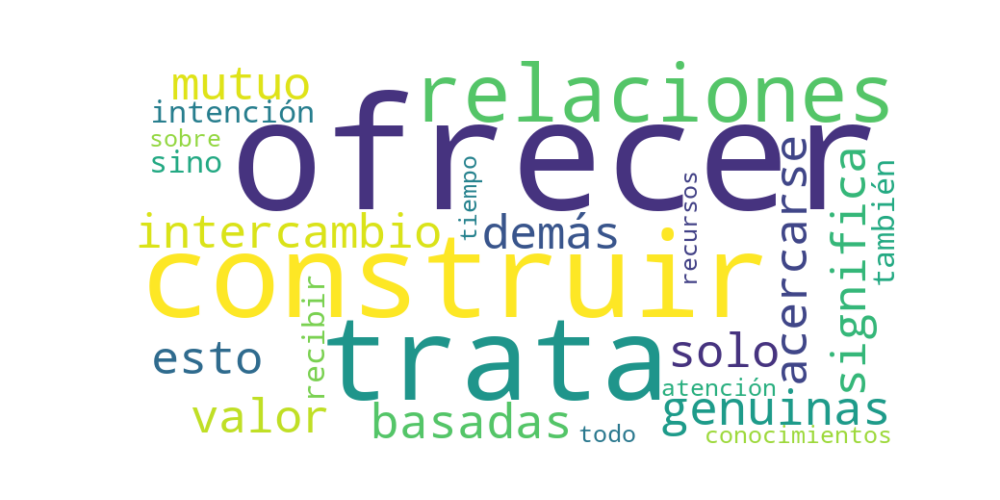 mutuo
relaciones
intención
ofrecer
sobre
sino
tiempo
recursos
acercarse
significa
también
intercambio
demás
construir
recibir
trata
esto
solo
atención
valor
basadas
genuinas
todo
conocimientos